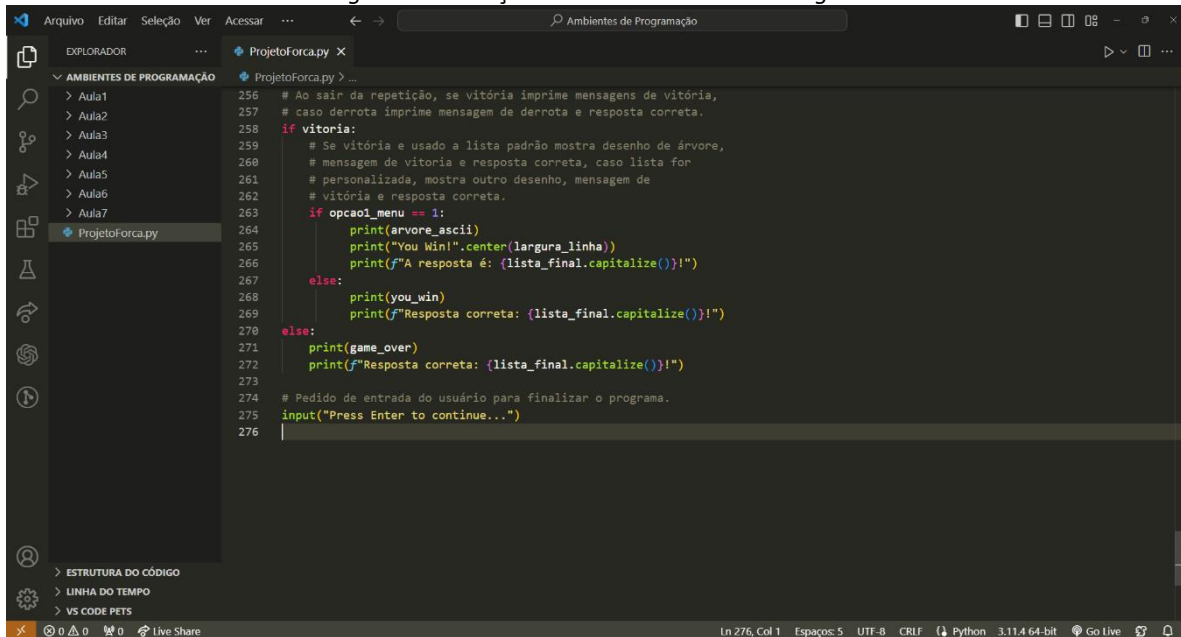 Arquivo Editar Seleção Ver Acessar ... Ambientes de Programação
EXPLORADOR ...
AMBIENTES DE PROGRAMAÇÃO
Aula1
Aula2
Aula3
Aula4
Aula5
Aula6
Aula7
ProjetoForca.py
ESTRUTURA DO CÓDIGO
LINHA DO TEMPO
VS CODE PETS
ProjetoForca.py
ProjetoForca.py > ...
256 # Ao sair da repetição, se vitória imprime mensagens de vitória,
257 # caso derrota imprime mensagem de derrota e resposta correta.
258 if vitoria:
259 # Se vitória e usado a lista padrão mostra desenho de árvore,
260 # mensagem de vitoria e resposta correta, caso lista for
261 # personalizada, mostra outro desenho, mensagem de
262 # vitória e resposta correta.
263 if opcao1_menu == 1:
264 print(arvore_ascii)
265 print("You Win!".center(largura_linha))
266 print(f"A resposta é: {lista_final.capitalize()}!")
267 else:
268 print(you_win)
269 print(f"Resposta correta: {lista_final.capitalize()}!")
270 else:
271 print(game_over)
272 print(f"Resposta correta: {lista_final.capitalize()}!")
273
274 # Pedido de entrada do usuário para finalizar o programa.
275 input("Press Enter to continue...")
276
0 0 0 Live Share Ln 276, Col 1 Espaços: 5 UTF-8 CRLF Python 3.11.4 64-bit Go Live